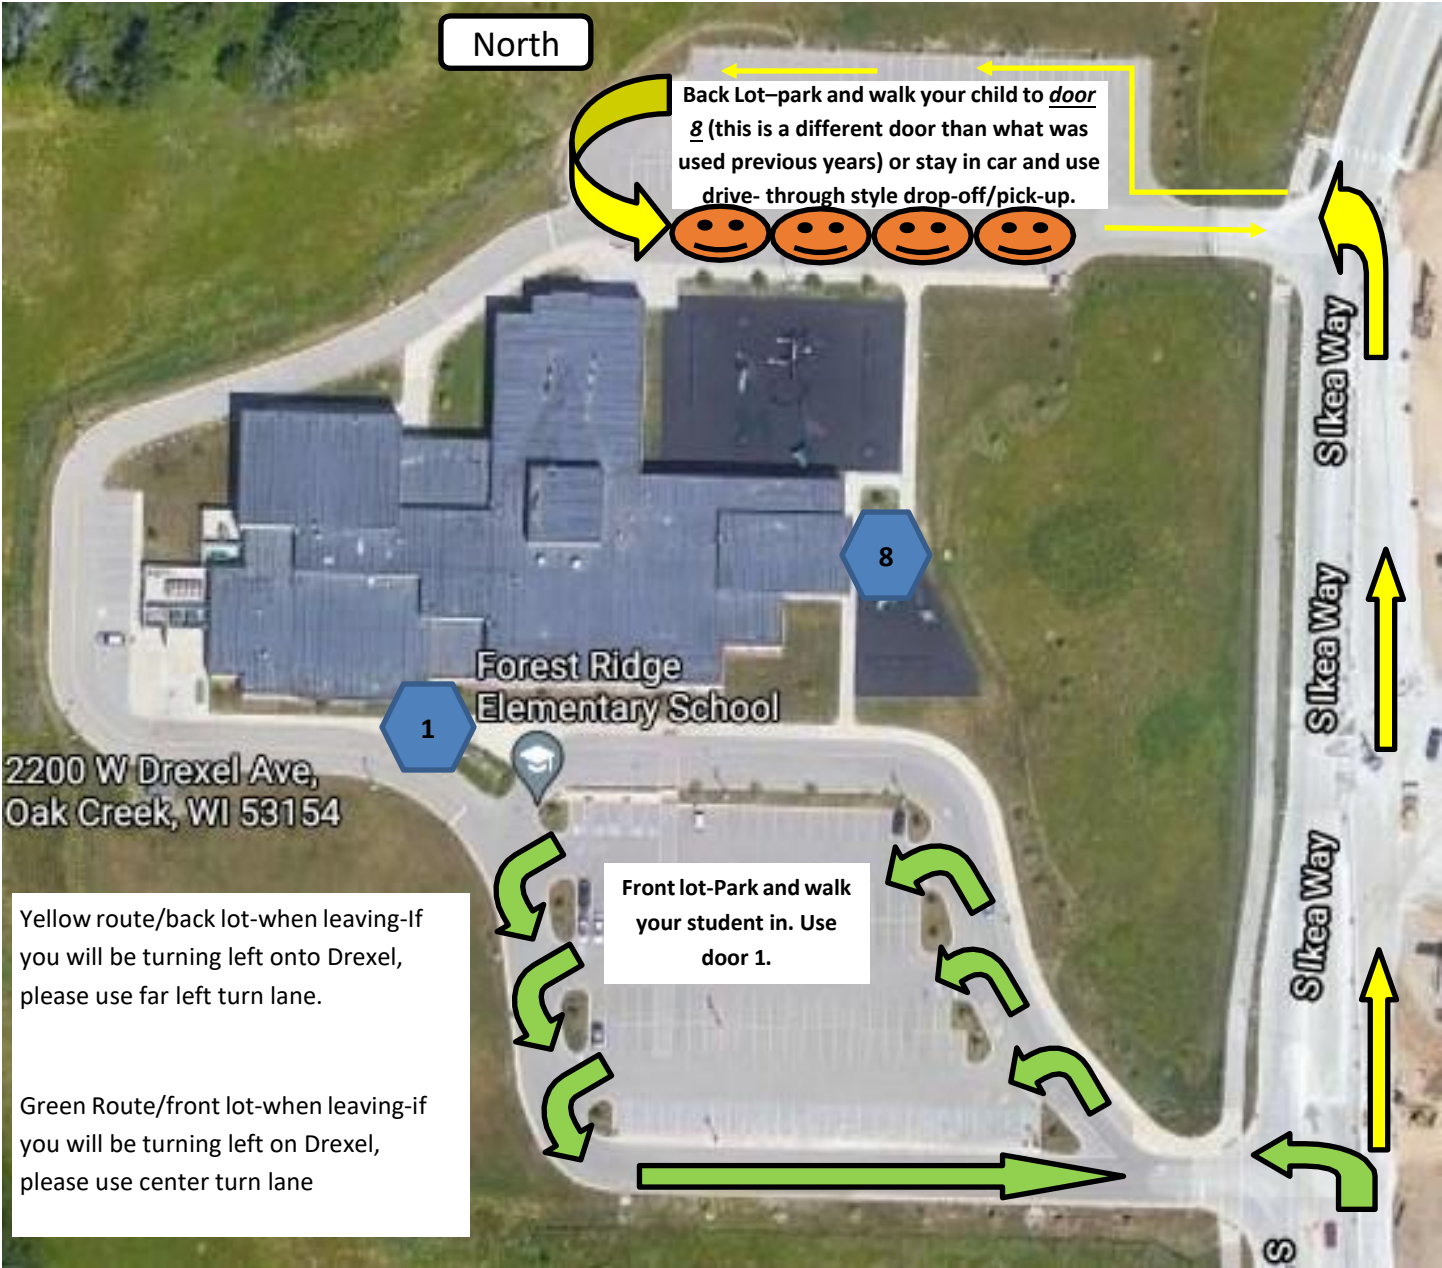 North
Back Lot–park and walk your child to door
8 (this is a different door than what was
used previous years) or stay in car and use
drive- through style drop-off/pick-up.
S Ikea Way
8
S Ikea Way
Forest Ridge
Elementary School
1
2200 W Drexel Ave,
Oak Creek, WI 53154
S Ikea Way
Front lot-Park and walk
your student in. Use
door 1.
Yellow route/back lot-when leaving-If
you will be turning left onto Drexel,
please use far left turn lane.
Green Route/front lot-when leaving-if
you will be turning left on Drexel,
please use center turn lane
S